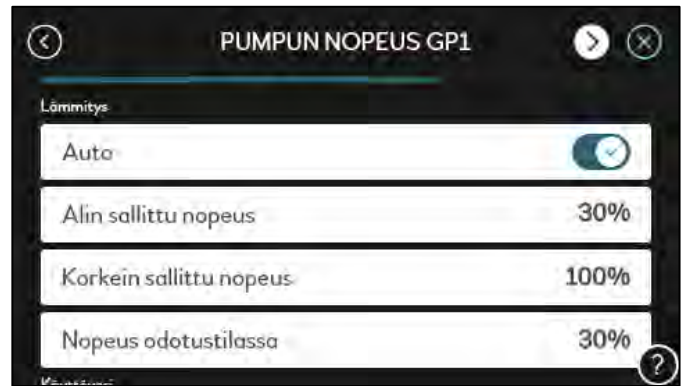 PUMPUN NOPEUS GP1
Lämmitys
Auto
Alin sallittu nopeus 30%
Korkein sallittu nopeus 100%
Nopeus odotustilassa 30%
?